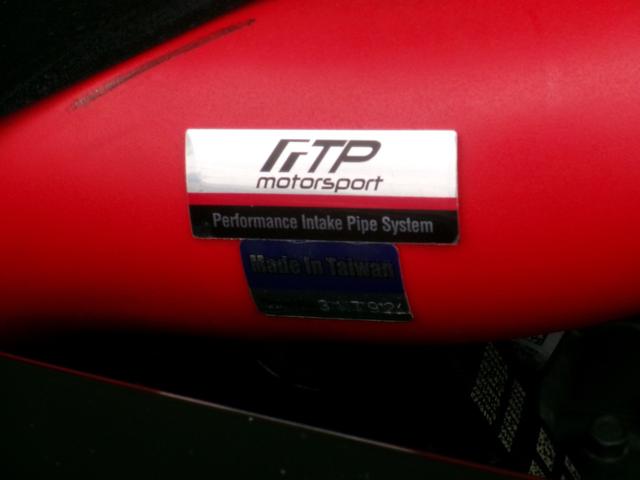 FTP
motorsport
Performance Intake Pipe System
Made In Taiwan